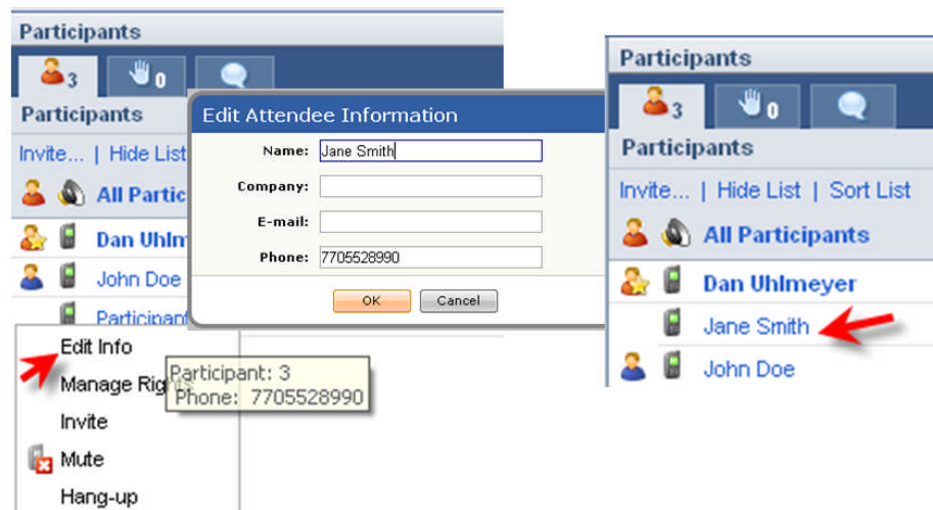 Participants
3
0
Participants
Invite... | Hide List
All Partic
Dan Uhlm
John Doe
Participant
Edit Info
Manage Rig
Invite
Mute
Hang-up
Participant: 3
Phone: 7705528990
Edit Attendee Information
Name: Jane Smith
Company:
E-mail:
Phone: 7705528990
OK Cancel
Participants
3
0
Participants
Invite... | Hide List | Sort List
All Participants
Dan Uhlmeyer
Jane Smith
John Doe